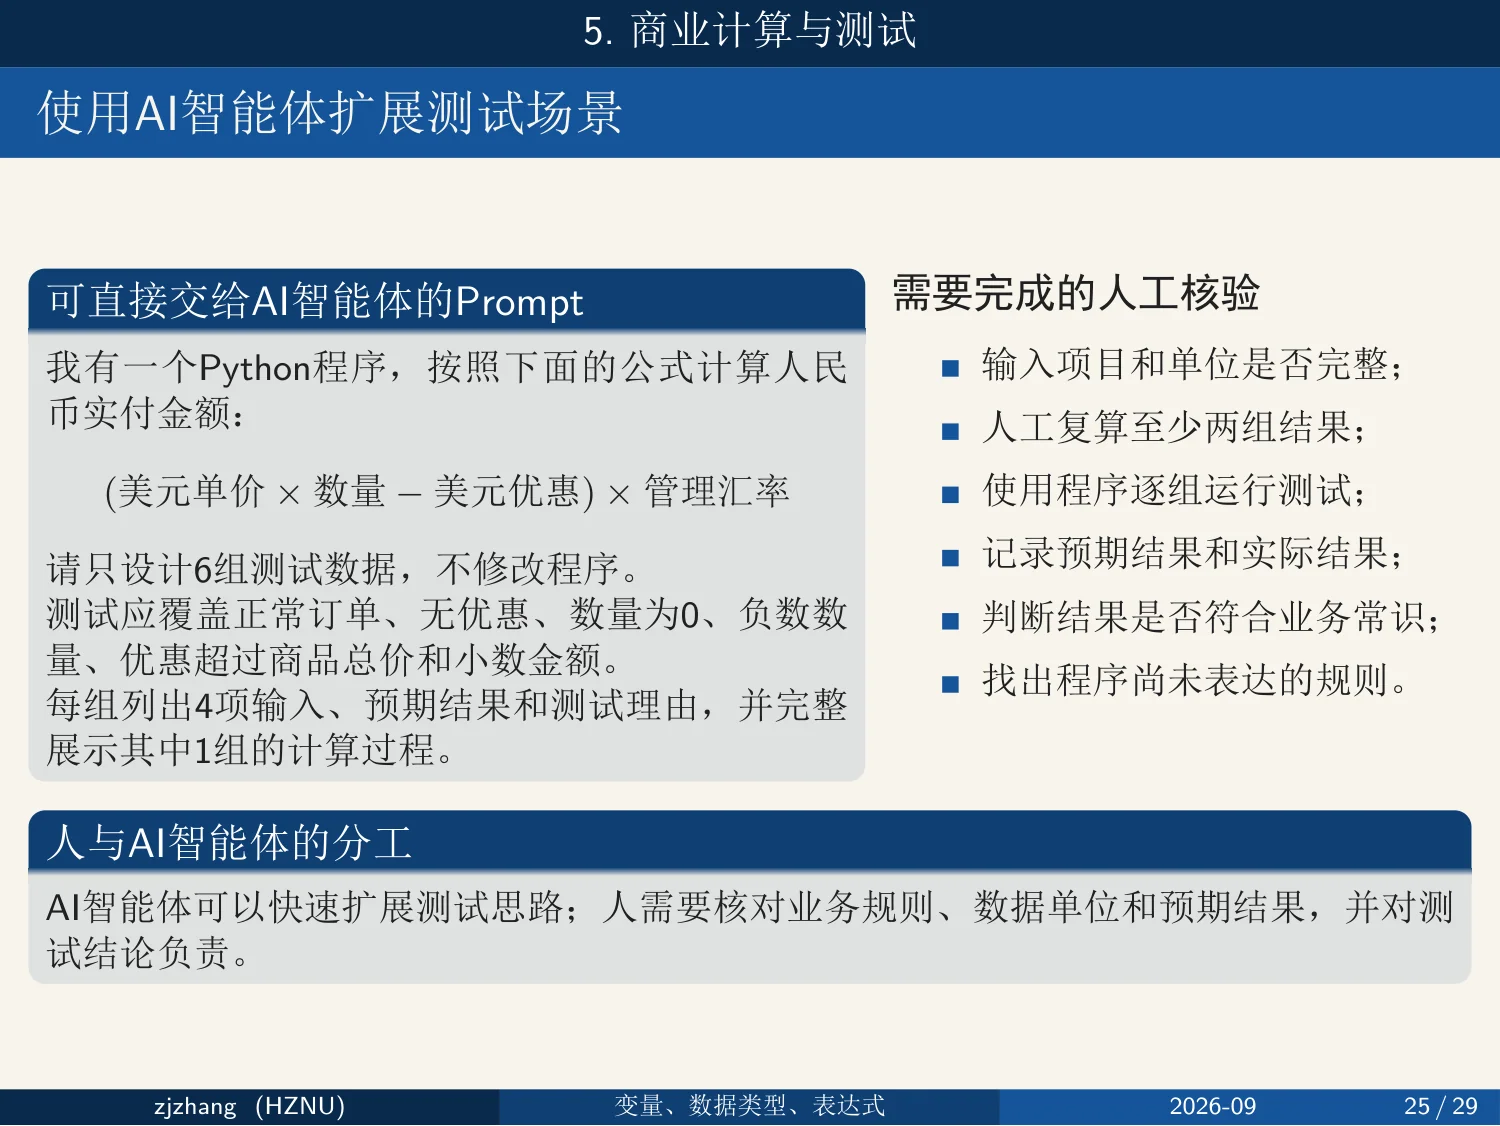 5. 商业计算与测试
使用AI智能体扩展测试场景
可直接交给AI智能体的Prompt
我有一个Python程序，按照下面的公式计算人民
币实付金额：
(美元单价 × 数量 − 美元优惠) × 管理汇率
请只设计6组测试数据，不修改程序。
测试应覆盖正常订单、无优惠、数量为0、负数数
量、优惠超过商品总价和小数金额。
每组列出4项输入、预期结果和测试理由，并完整
展示其中1组的计算过程。
需要完成的人工核验
■ 输入项目和单位是否完整；
■ 人工复算至少两组结果；
■ 使用程序逐组运行测试；
■ 记录预期结果和实际结果；
■ 判断结果是否符合业务常识；
■ 找出程序尚未表达的规则。
人与AI智能体的分工
AI智能体可以快速扩展测试思路；人需要核对业务规则、数据单位和预期结果，并对测
试结论负责。
zjzhang (HZNU)
变量、数据类型、表达式
2026-09
25 / 29